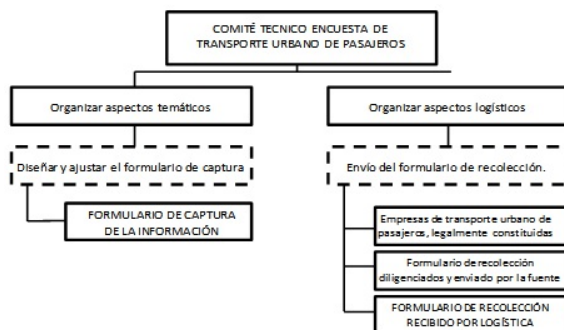 COMITÉ TECNICO ENCUESTA DE
TRANSPORTE URBANO DE PASAJEROS
Organizar aspectos temáticos
Organizar aspectos logísticos
Diseñar y ajustar el formulario de captura
Envío del formulario de recolección.
FORMULARIO DE CAPTURA
DE LA INFORMACIÓN
Empresas de transporte urbano de
pasajeros, legalmente constituidas
Formulario de recolección
diligenciados y enviado por la fuente
FORMULARIO DE RECOLECCIÓN
RECIBIDO POR LOGÍSTICA